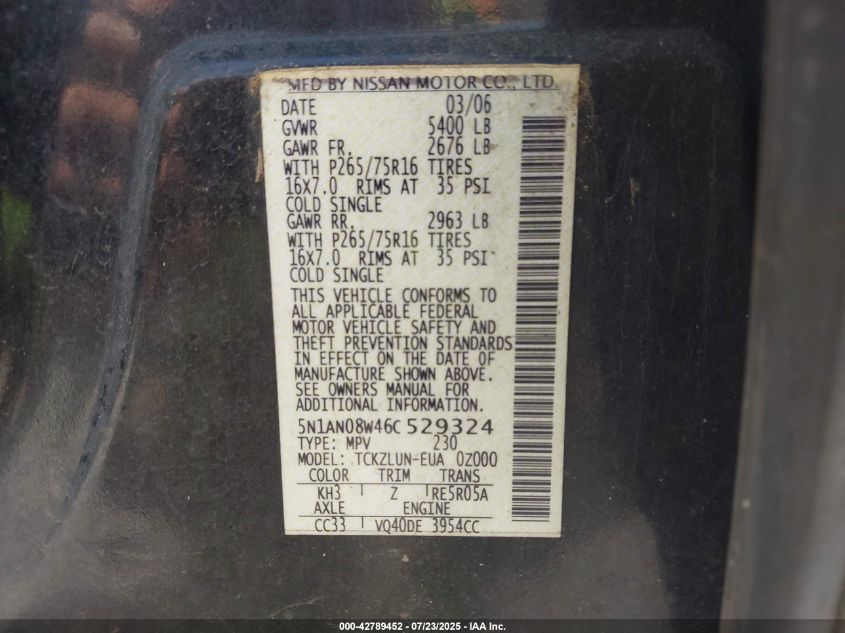 MFD BY NISSAN MOTOR CO., LTD.
DATE 03/06
GVWR 5400 LB
GAWR FR. 2676 LB
WITH P265/75R16 TIRES
16X7.0 RIMS AT 35 PSI
COLD SINGLE
GAWR RR. 2963 LB
WITH P265/75R16 TIRES
16X7.0 RIMS AT 35 PSI
COLD SINGLE
THIS VEHICLE CONFORMS TO
ALL APPLICABLE FEDERAL
MOTOR VEHICLE SAFETY AND
THEFT PREVENTION STANDARDS
IN EFFECT ON THE DATE OF
MANUFACTURE SHOWN ABOVE.
SEE OWNERS MANUAL FOR
ADDITIONAL INFORMATION.
5N1AN08W46C529324
TYPE: MPV 230
MODEL: TCKZLUN-EUA 0Z000
COLOR TRIM TRANS
KH3 Z RE5R05A
AXLE ENGINE
CC33 VQ40DE 3954CC
000-42789452 - 07/23/2025 - IAA Inc.